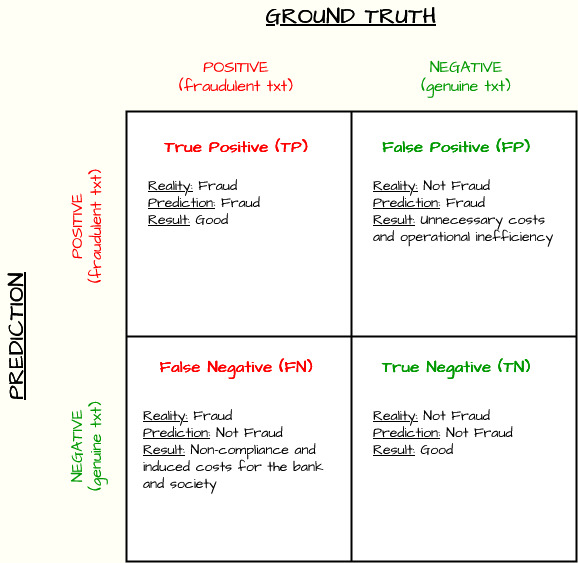 GROUND TRUTH
POSITIVE
(fraudulent txt)
NEGATIVE
(genuine txt)
PREDICTION
POSITIVE
(fraudulent txt)
True Positive (TP)
Reality: Fraud
Prediction: Fraud
Result: Good
False Positive (FP)
Reality: Not Fraud
Prediction: Fraud
Result: Unnecessary costs
and operational inefficiency
NEGATIVE
(genuine txt)
False Negative (FN)
Reality: Fraud
Prediction: Not Fraud
Result: Non-compliance and
induced costs for the bank
and society
True Negative (TN)
Reality: Not Fraud
Prediction: Not Fraud
Result: Good